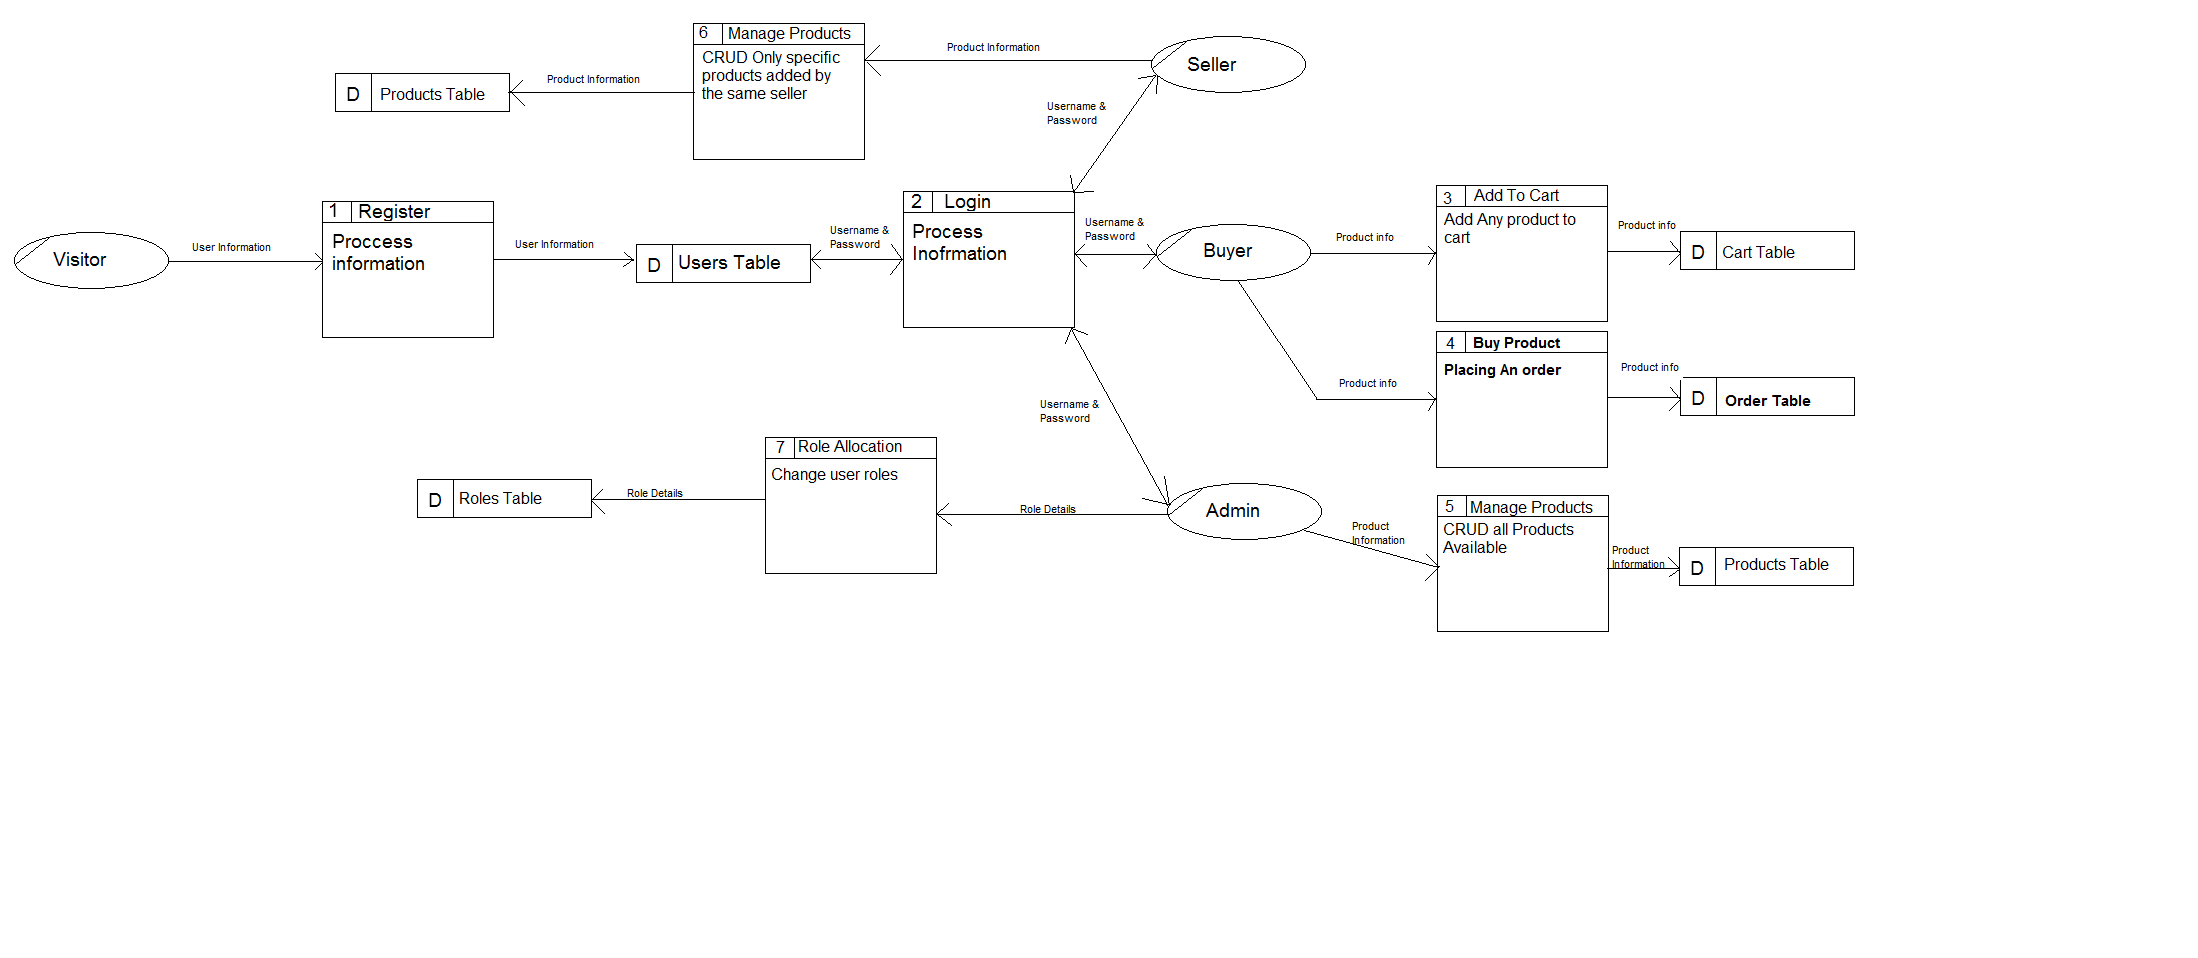 6 Manage Products
CRUD Only specific
products added by
the same seller
Product Information
Seller
Product Information
D Products Table
Username &
Password
1 Register
Proccess
information
Visitor
User Information
User Information
D Users Table
Username &
Password
2 Login
Process
Inofrmation
Username &
Password
Buyer
Product info
3 Add To Cart
Add Any product to
cart
Product info
D Cart Table
Product info
4 Buy Product
Placing An order
Product info
D Order Table
Username &
Password
7 Role Allocation
Change user roles
Role Details
D Roles Table
Role Details
Admin
Product
Information
5 Manage Products
CRUD all Products
Available
Product
Information
D Products Table